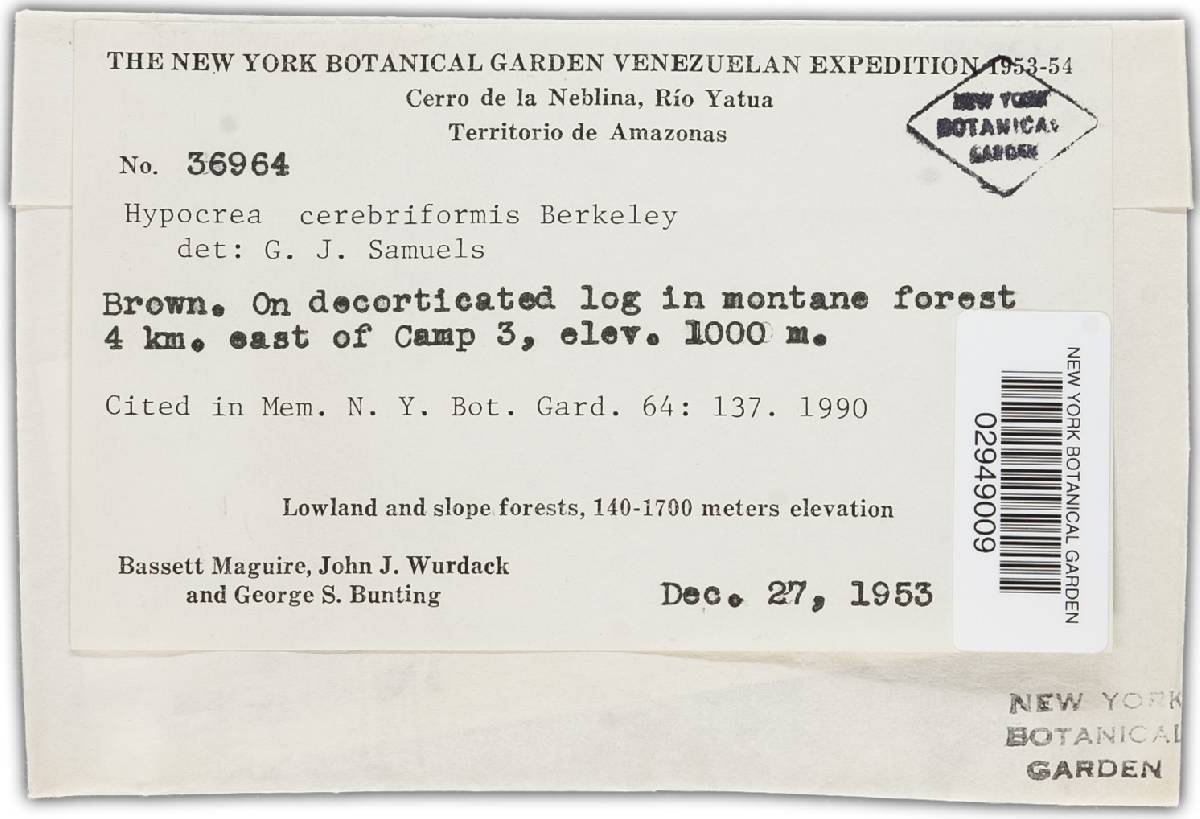 THE NEW YORK BOTANICAL GARDEN VENEZUELAN EXPEDITION 1953-54
Cerro de la Neblina, Río Yatua
Territorio de Amazonas
NEW YORK
BOTANICAL
GARDEN
No. 36964
Hypocrea cerebriformis Berkeley
det: G. J. Samuels
Brown. On decorticated log in montane forest
4 km. east of Camp 3, elev. 1000 m.
Cited in Mem. N. Y. Bot. Gard. 64: 137. 1990
Lowland and slope forests, 140-1700 meters elevation
Bassett Maguire, John J. Wurdack
and George S. Bunting
Dec. 27, 1953
NEW YORK BOTANICAL GARDEN
02949009
NEW YORK
BOTANICAL
GARDEN